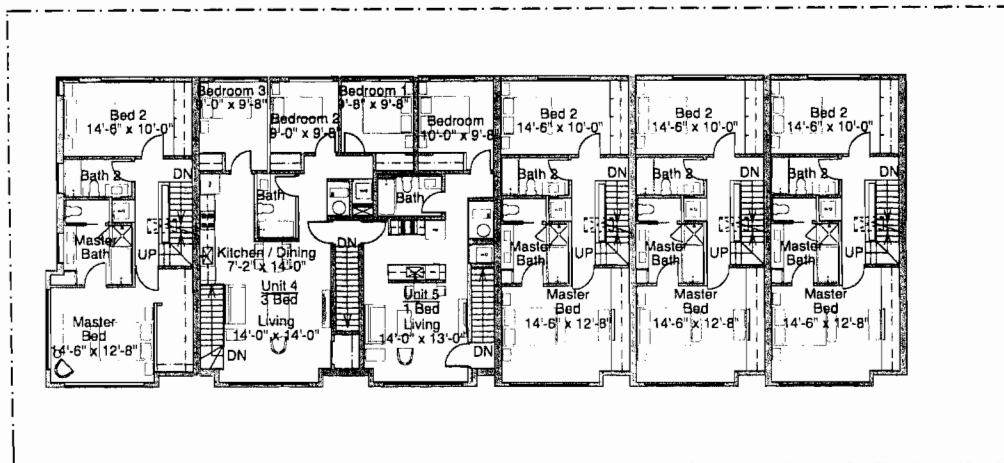 Bed 2
14'-6" x 10'-0"
DN
Bath 2
UP
Master
Bath
Master
Bed
14'-6" x 12'-8"
Bedroom 3
9'-0" x 9'-8"
Bedroom 2
9'-0" x 9'-8"
Bath
Kitchen / Dining
7'-2" x 14'-0"
Unit 4
3 Bed
Living
14'-0" x 14'-0"
DN
DN
Bedroom 1
9'-8" x 9'-8"
Bedroom
10'-0" x 9'-8"
Bath
Unit 5
1 Bed
Living
14'-0" x 13'-0"
DN
Bed 2
14'-6" x 10'-0"
DN
Bath 2
Master
Bath
UP
Master
Bed
14'-6" x 12'-8"
Bed 2
14'-6" x 10'-0"
DN
Bath 2
Master
Bath
UP
Master
Bed
14'-6" x 12'-8"
Bed 2
14'-6" x 10'-0"
DN
Bath 2
Master
Bath
UP
Master
Bed
14'-6" x 12'-8"